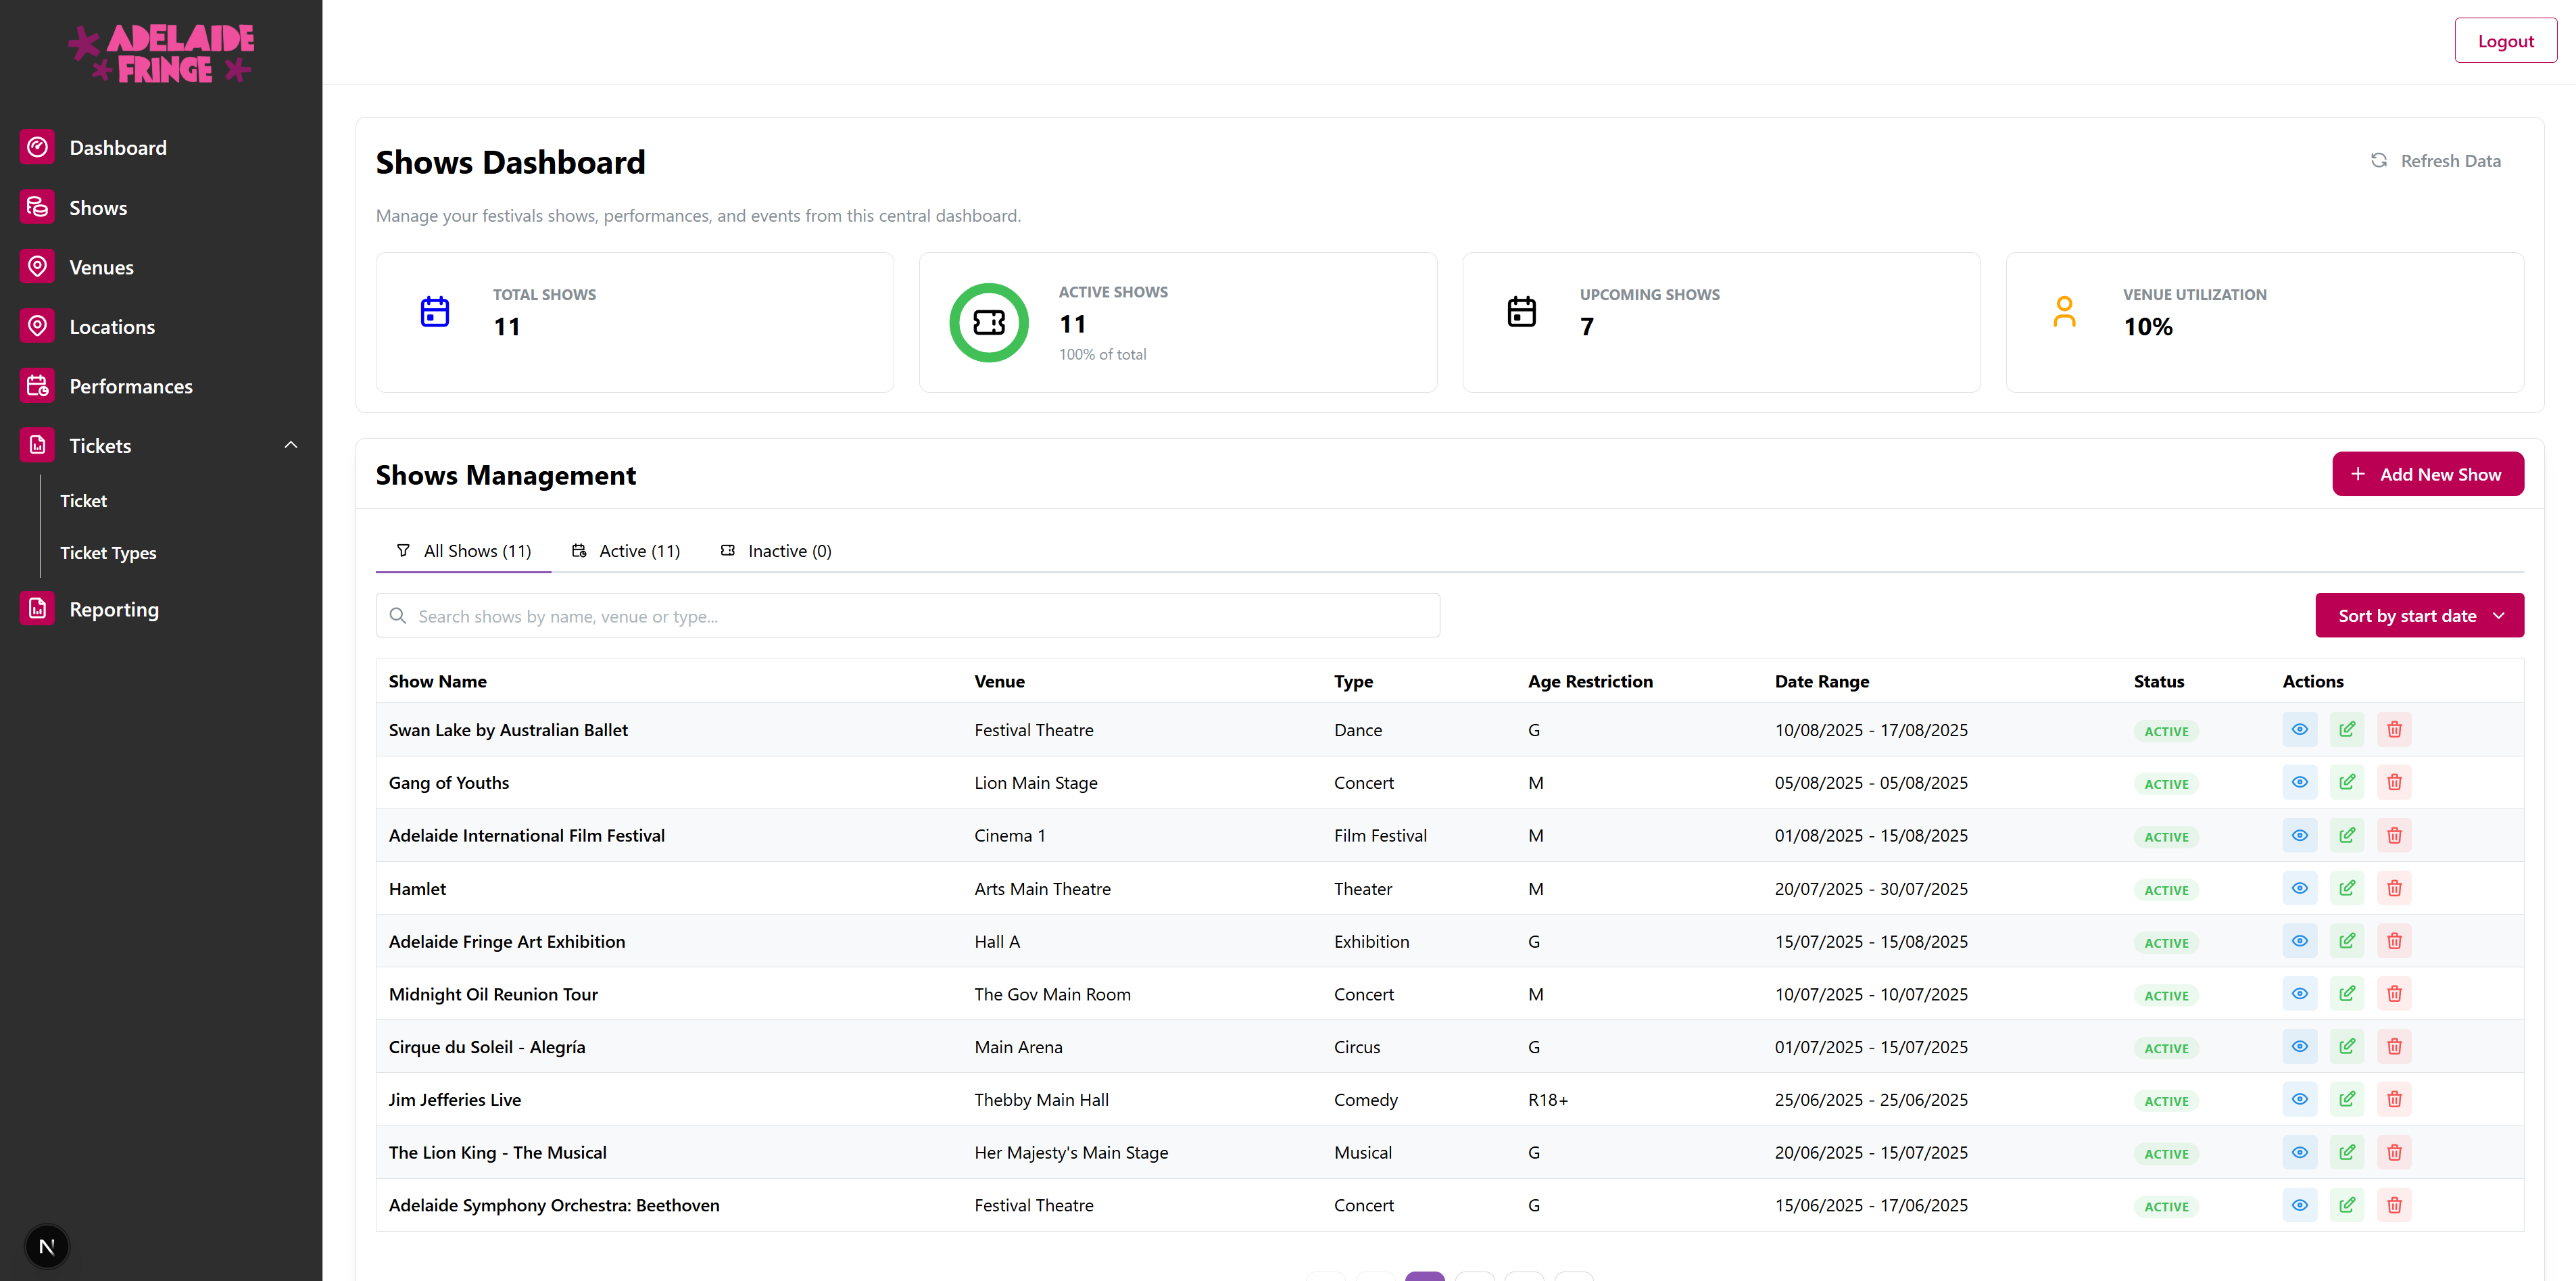 ADELAIDE
FRINGE
Logout
Dashboard
Shows
Venues
Locations
Performances
Tickets
Ticket
Ticket Types
Reporting
N
Shows Dashboard
Refresh Data
Manage your festivals shows, performances, and events from this central dashboard.
TOTAL SHOWS
11
ACTIVE SHOWS
11
100% of total
UPCOMING SHOWS
7
VENUE UTILIZATION
10%
Shows Management
Add New Show
All Shows (11) Active (11) Inactive (0)
Search shows by name, venue or type...
Sort by start date
Show Name Venue Type Age Restriction Date Range Status Actions
Swan Lake by Australian Ballet Festival Theatre Dance G 10/08/2025 - 17/08/2025 ACTIVE
Gang of Youths Lion Main Stage Concert M 05/08/2025 - 05/08/2025 ACTIVE
Adelaide International Film Festival Cinema 1 Film Festival M 01/08/2025 - 15/08/2025 ACTIVE
Hamlet Arts Main Theatre Theater M 20/07/2025 - 30/07/2025 ACTIVE
Adelaide Fringe Art Exhibition Hall A Exhibition G 15/07/2025 - 15/08/2025 ACTIVE
Midnight Oil Reunion Tour The Gov Main Room Concert M 10/07/2025 - 10/07/2025 ACTIVE
Cirque du Soleil - Alegría Main Arena Circus G 01/07/2025 - 15/07/2025 ACTIVE
Jim Jefferies Live Thebby Main Hall Comedy R18+ 25/06/2025 - 25/06/2025 ACTIVE
The Lion King - The Musical Her Majesty's Main Stage Musical G 20/06/2025 - 15/07/2025 ACTIVE
Adelaide Symphony Orchestra: Beethoven Festival Theatre Concert G 15/06/2025 - 17/06/2025 ACTIVE